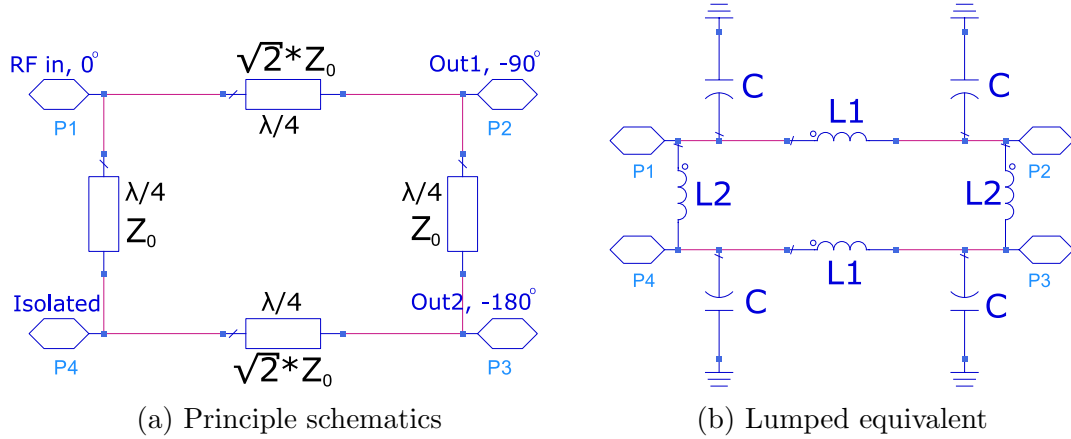 √2*Z₀
RF in, 0°
Out1, -90°
P1
λ/4
P2
λ/4
Z₀
λ/4
Z₀
Isolated
λ/4
Out2, -180°
P4
√2*Z₀
P3
(a) Principle schematics
C
C
L1
P1
P2
L2
L2
P4
L1
P3
C
C
(b) Lumped equivalent